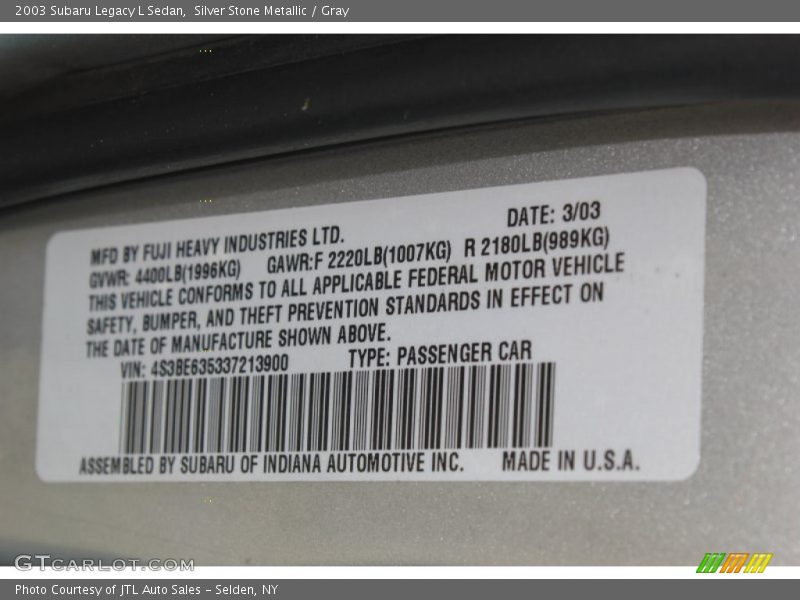 2003 Subaru Legacy L Sedan, Silver Stone Metallic / Gray
MFD BY FUJI HEAVY INDUSTRIES LTD. DATE: 3/03
GVWR: 4400LB(1996KG) GAWR:F 2220LB(1007KG) R 2180LB(989KG)
THIS VEHICLE CONFORMS TO ALL APPLICABLE FEDERAL MOTOR VEHICLE
SAFETY, BUMPER, AND THEFT PREVENTION STANDARDS IN EFFECT ON
THE DATE OF MANUFACTURE SHOWN ABOVE.
VIN: 4S3BE635337213900 TYPE: PASSENGER CAR
ASSEMBLED BY SUBARU OF INDIANA AUTOMOTIVE INC. MADE IN U.S.A.
GTCARLOT.COM
Photo Courtesy of JTL Auto Sales – Selden, NY